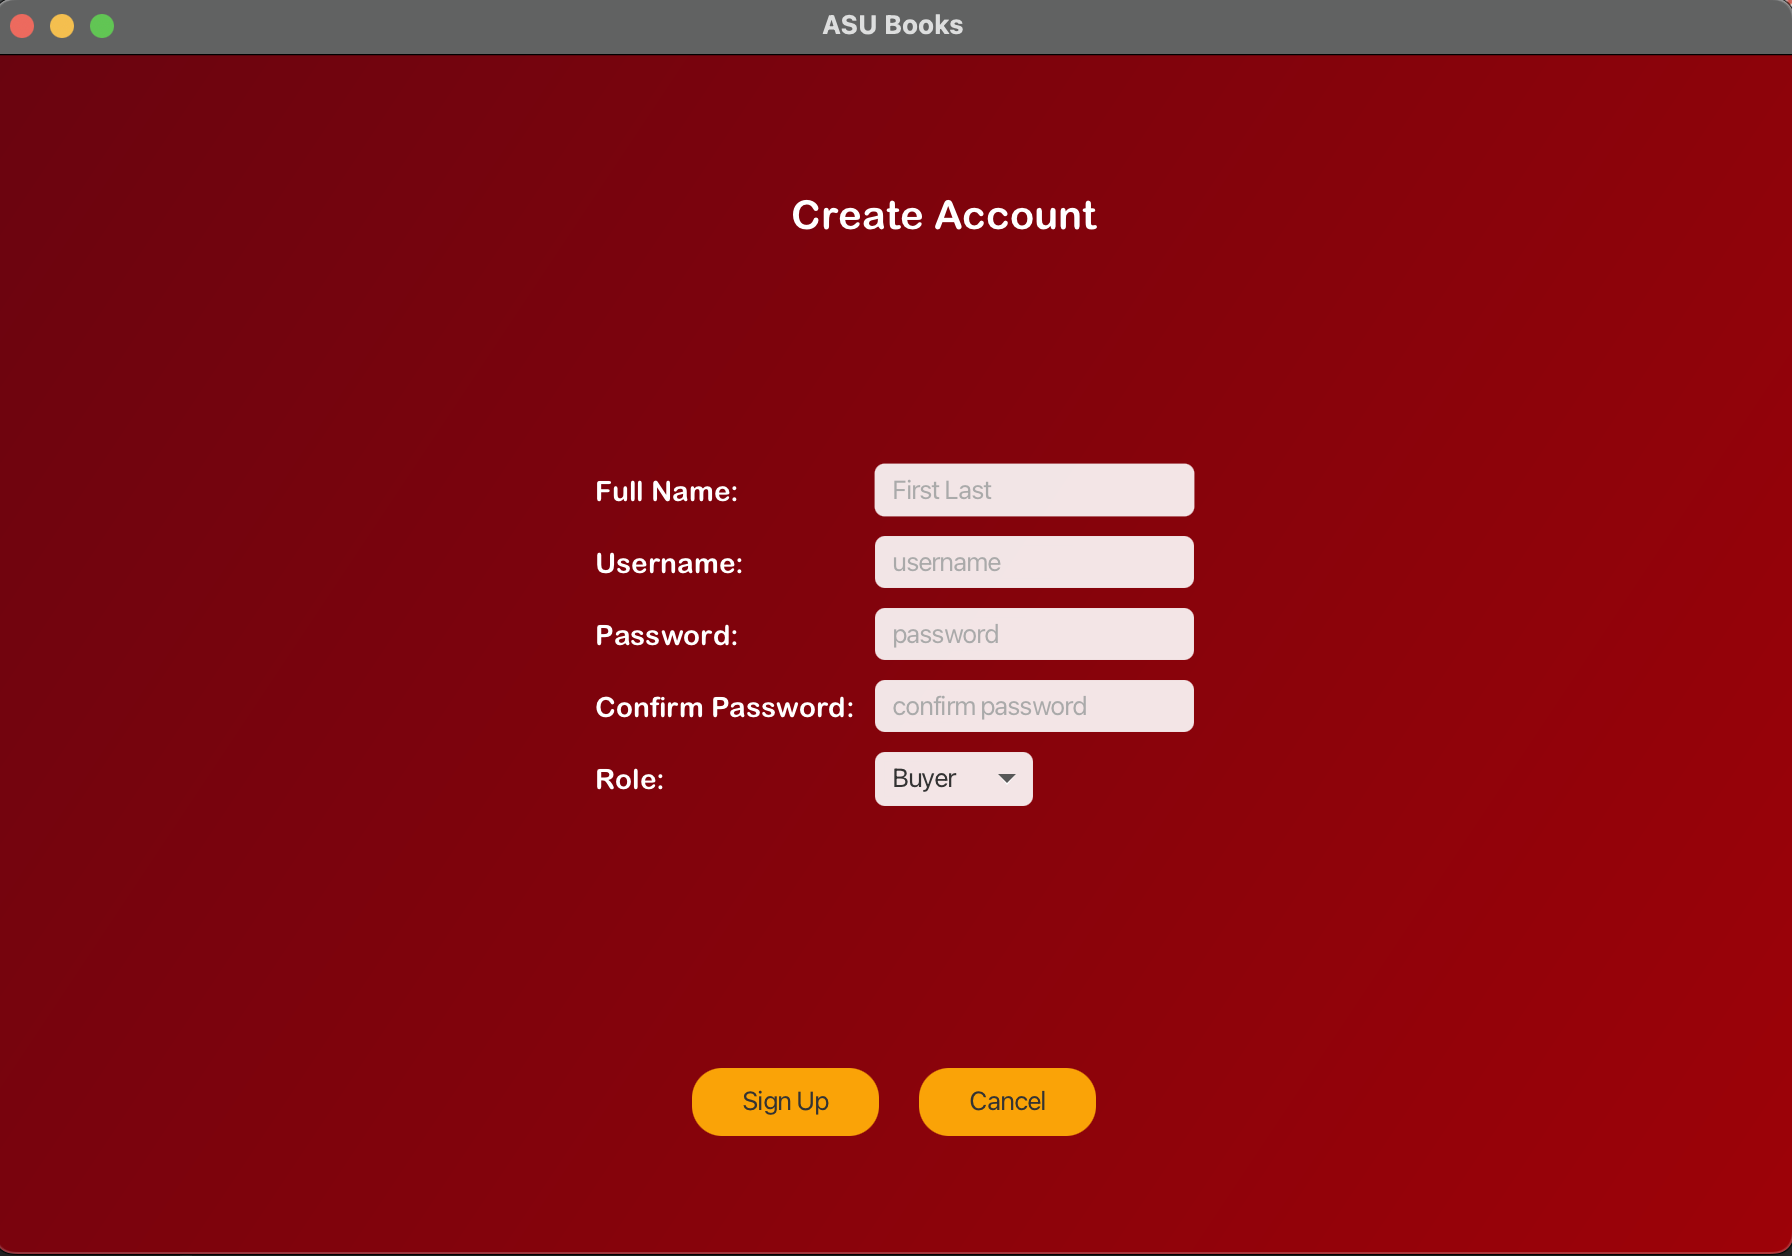 ASU Books
Create Account
Full Name: First Last
Username: username
Password: password
Confirm Password: confirm password
Role: Buyer
Sign Up Cancel